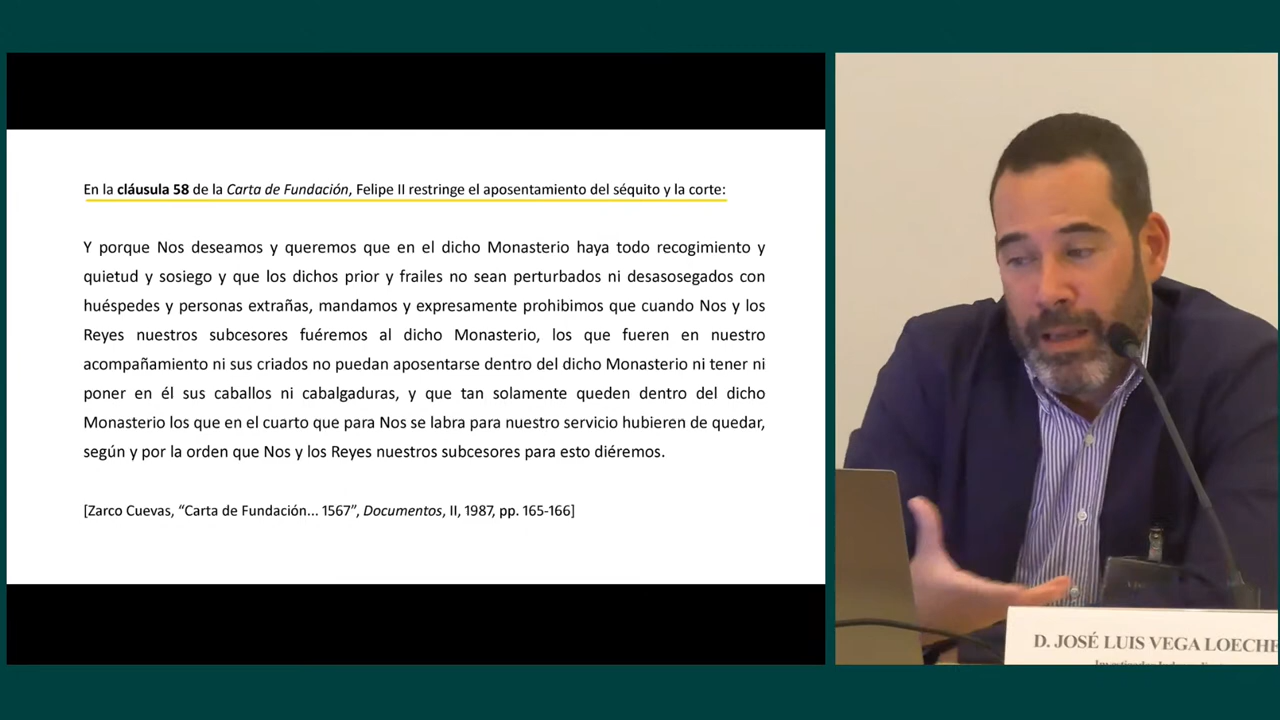 En la cláusula 58 de la Carta de Fundación, Felipe II restringe el aposentamiento del séquito y la corte:
Y porque Nos deseamos y queremos que en el dicho Monasterio haya todo recogimiento y
quietud y sosiego y que los dichos prior y frailes no sean perturbados ni desasosegados con
huéspedes y personas extrañas, mandamos y expresamente prohibimos que cuando Nos y los
Reyes nuestros subcesores fuéremos al dicho Monasterio, los que fueren en nuestro
acompañamiento ni sus criados no puedan aposentarse dentro del dicho Monasterio ni tener ni
poner en él sus caballos ni cabalgaduras, y que tan solamente queden dentro del dicho
Monasterio los que en el cuarto que para Nos se labra para nuestro servicio hubieren de quedar,
según y por la orden que Nos y los Reyes nuestros subcesores para esto diéremos.
[Zarco Cuevas, “Carta de Fundación... 1567”, Documentos, II, 1987, pp. 165-166]
D. JOSÉ LUIS VEGA LOECHE